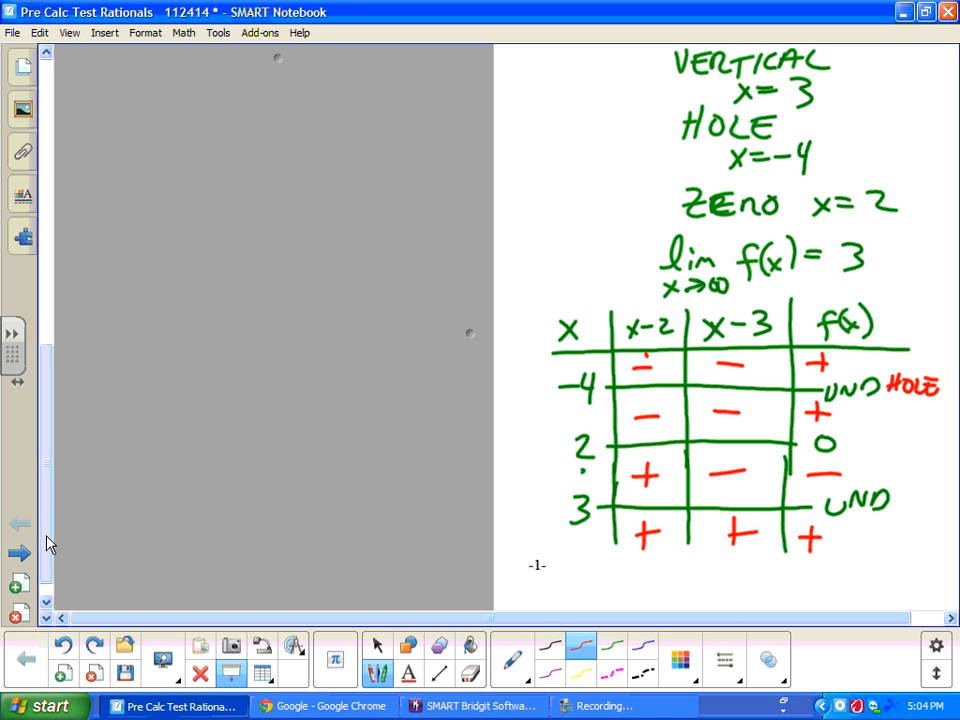 Pre Calc Test Rationals   112414 * - SMART Notebook
File Edit View Insert Format Math Tools Add-ons Help
VERTICAL
x= 3
HOLE
x=-4
ZERO x= 2
lim f(x) = 3
x→∞
x x-2 x-3 f(x)
- - +
-4 UND HOLE
- - +
2 0
+ - -
3 UND
+ + +
-1-
start Pre Calc Test Rationa... Google - Google Chrome SMART Bridgit Softwa... Recording... 5:04 PM